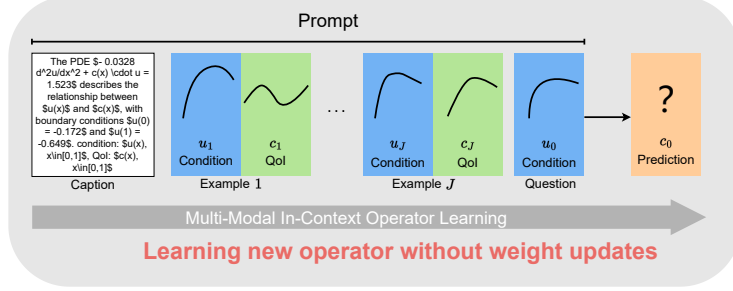 Prompt
The PDE $- 0.0328
d^2u/dx^2 + c(x) \cdot u =
1.523$ describes the
relationship between
$u(x)$ and $c(x)$, with
boundary conditions $u(0)
= -0.172$ and $u(1) =
-0.649$. condition: $u(x),
x\in[0,1]$, QoI: $c(x),
x\in[0,1]$
Caption
u₁
Condition
c₁
QoI
Example 1
...
u_J
Condition
c_J
QoI
Example J
u₀
Condition
Question
?
c₀
Prediction
Multi-Modal In-Context Operator Learning
Learning new operator without weight updates